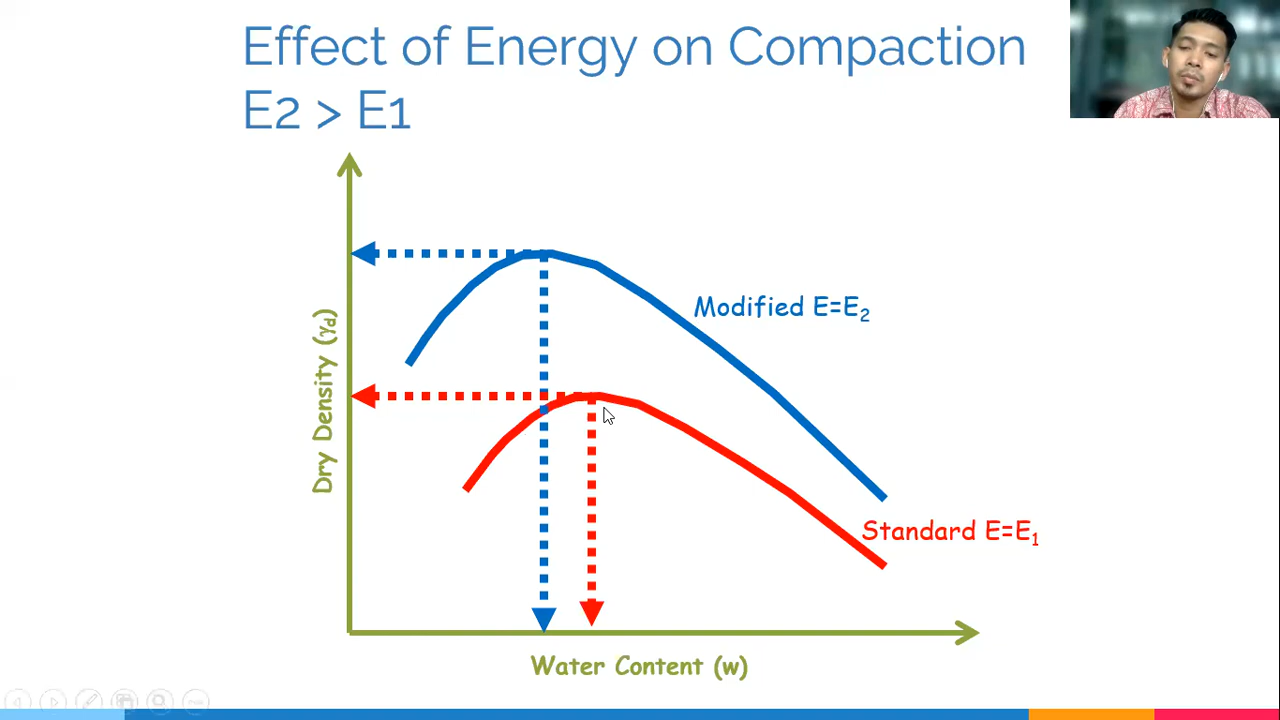 Effect of Energy on Compaction
E2 > E1
Dry Density (γd)
Modified E=E₂
Standard E=E₁
Water Content (w)